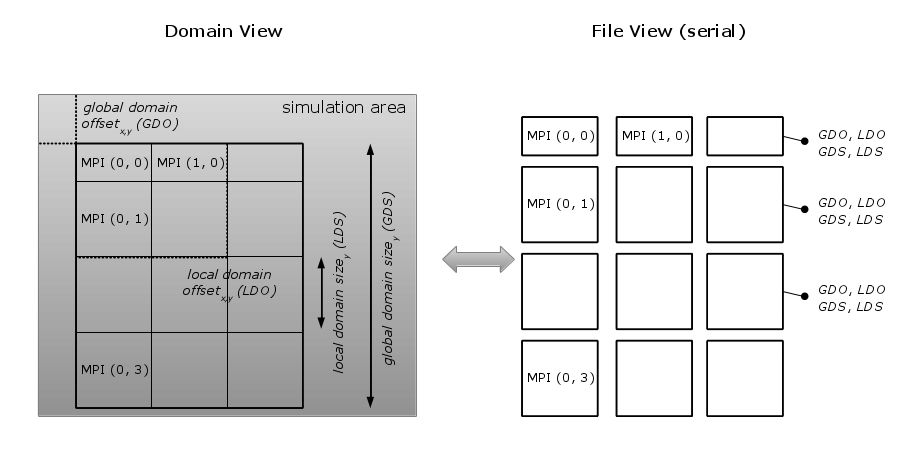 Domain View
File View (serial)
simulation area
global domain
offset x,y (GDO)
MPI (0, 0)
MPI (1, 0)
MPI (0, 1)
local domain
offset x,y (LDO)
MPI (0, 3)
local domain size y (LDS)
global domain size y (GDS)
MPI (0, 0)
MPI (1, 0)
GDO, LDO
GDS, LDS
MPI (0, 1)
GDO, LDO
GDS, LDS
GDO, LDO
GDS, LDS
MPI (0, 3)